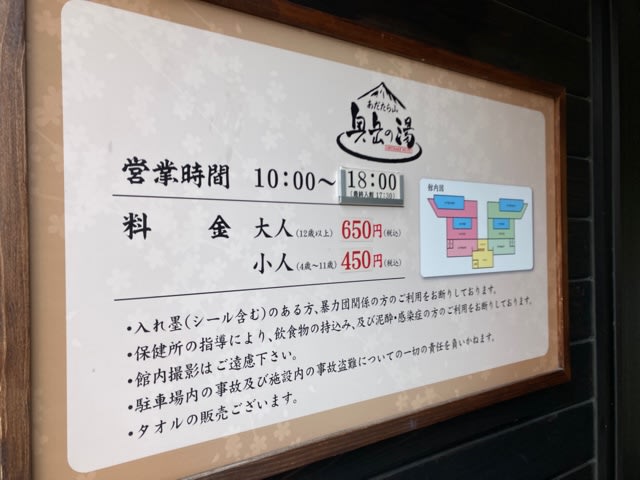 あだたら山
奥岳の湯
営業時間 10:00～18:00
(最終入館 17:30)
料金 大人(12歳以上) 650円(税込)
小人(4歳～11歳) 450円(税込)
館内図
・入れ墨(シール含む)のある方、暴力団関係の方のご利用をお断りしております。
・保健所の指導により、飲食物の持込み、及び泥酔・感染症の方のご利用をお断りしております。
・館内撮影はご遠慮下さい。
・駐車場内の事故及び施設内の事故盗難についての一切の責任を負いかねます。
・タオルの販売ございます。